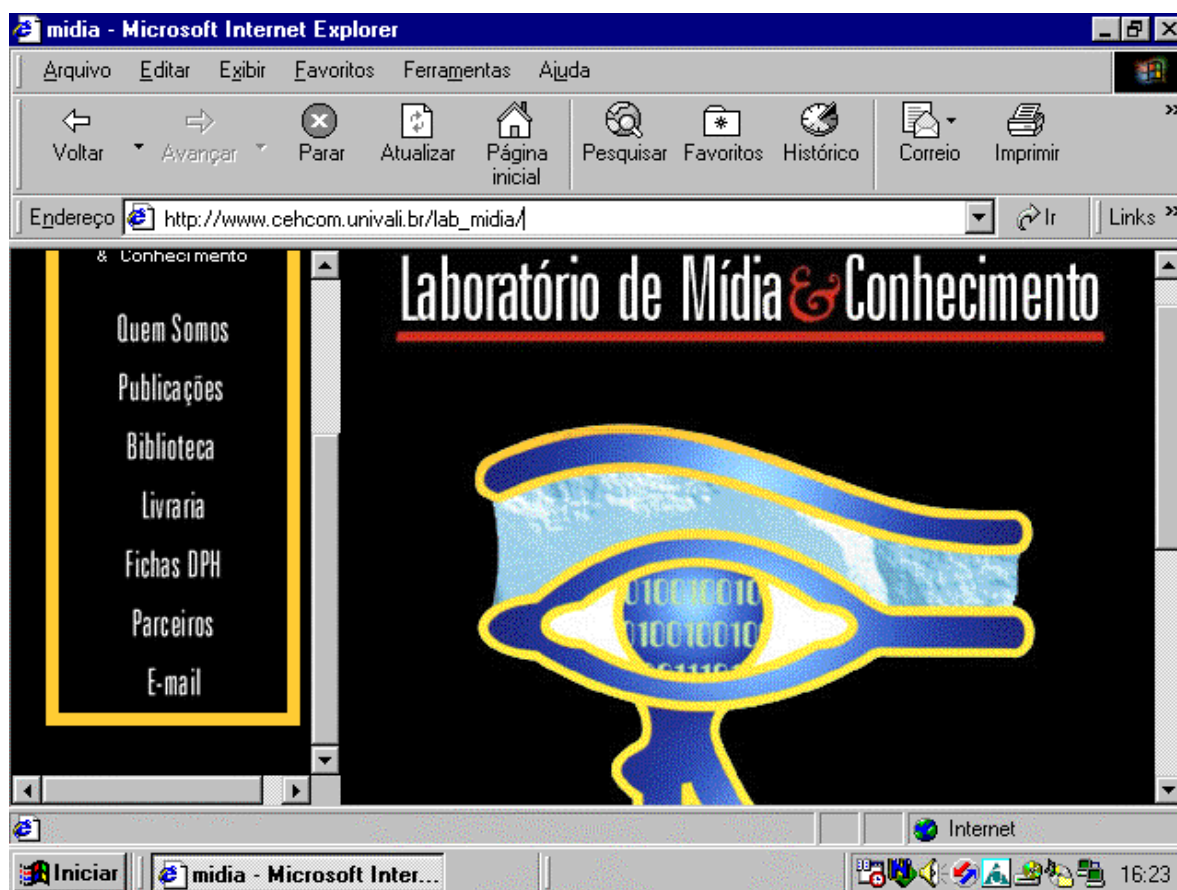 midia - Microsoft Internet Explorer
Arquivo Editar Exibir Favoritos Ferramentas Ajuda
Voltar Avançar Parar Atualizar Página inicial Pesquisar Favoritos Histórico Correio Imprimir
Endereço http://www.cehcom.univali.br/lab_midia/ Ir Links
& Conhecimento
Quem Somos
Publicações
Biblioteca
Livraria
Fichas DPH
Parceiros
E-mail
Laboratório de Mídia & Conhecimento
010010010
010010010
Internet
Iniciar midia - Microsoft Inter... 16:23